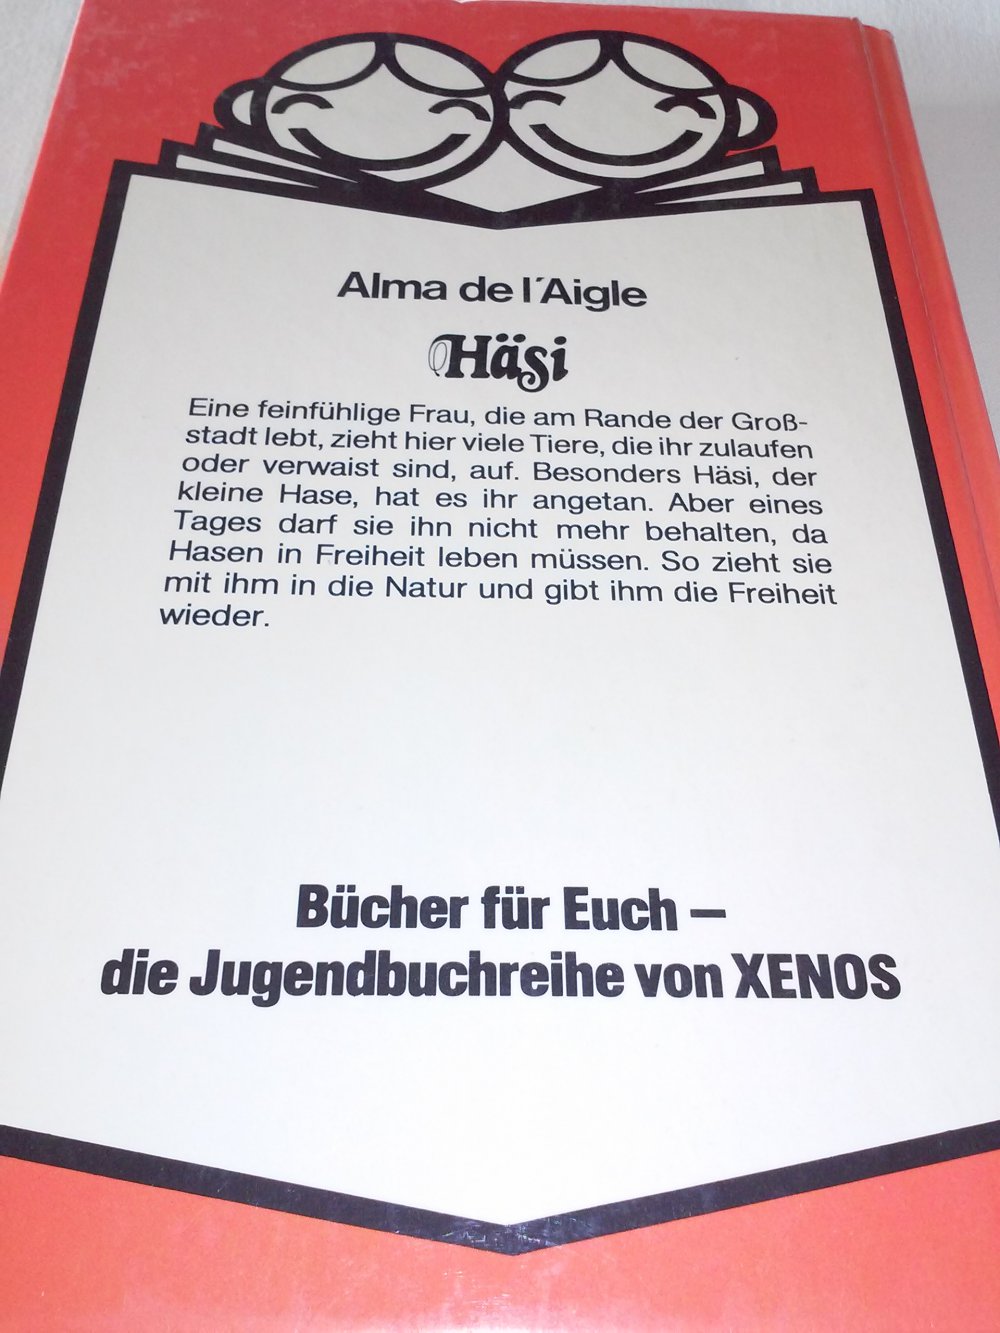 Alma de l´Aigle
Häsi
Eine feinfühlige Frau, die am Rande der Groß-
stadt lebt, zieht hier viele Tiere, die ihr zulaufen
oder verwaist sind, auf. Besonders Häsi, der
kleine Hase, hat es ihr angetan. Aber eines
Tages darf sie ihn nicht mehr behalten, da
Hasen in Freiheit leben müssen. So zieht sie
mit ihm in die Natur und gibt ihm die Freiheit
wieder.
Bücher für Euch –
die Jugendbuchreihe von XENOS